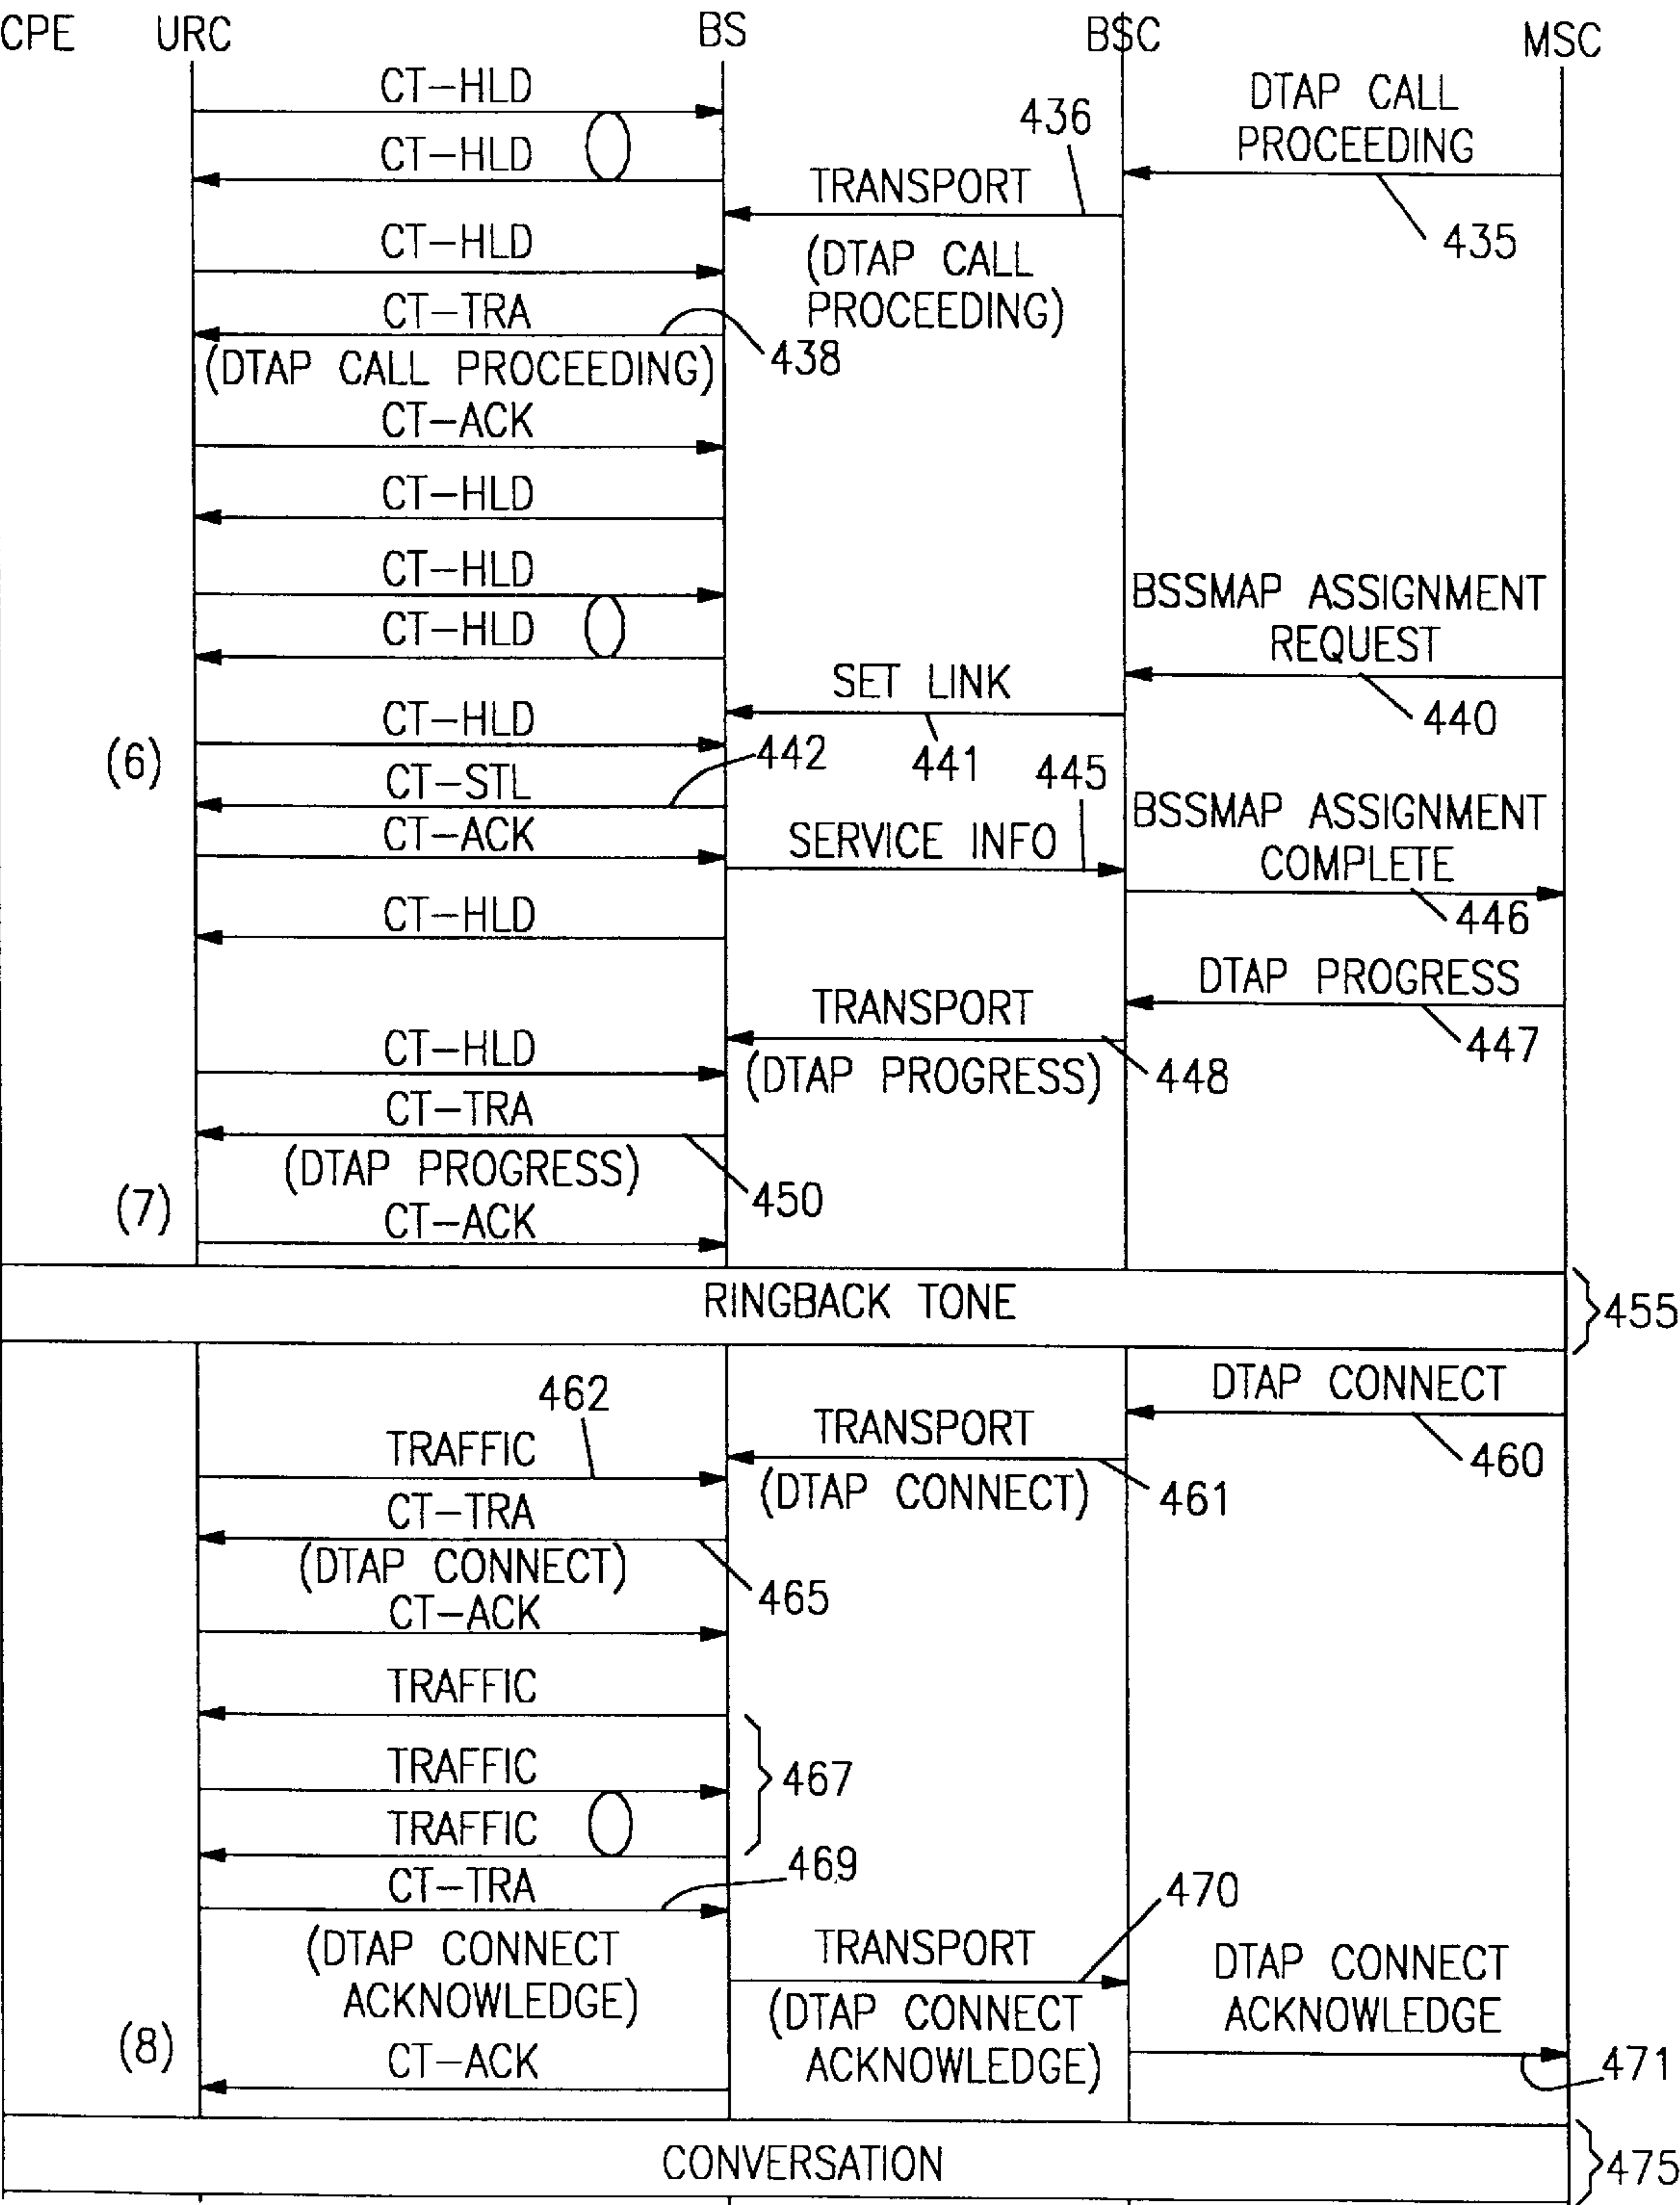 CPE URC BS BSC MSC
CT-HLD
DTAP CALL
PROCEEDING
436
CT-HLD
TRANSPORT
435
CT-HLD
(DTAP CALL
PROCEEDING)
CT-TRA
438
(DTAP CALL PROCEEDING)
CT-ACK
CT-HLD
CT-HLD
BSSMAP ASSIGNMENT
REQUEST
CT-HLD
SET LINK
440
CT-HLD
441
(6)
442
445
CT-STL
BSSMAP ASSIGNMENT
COMPLETE
CT-ACK
SERVICE INFO
446
CT-HLD
DTAP PROGRESS
TRANSPORT
447
CT-HLD
(DTAP PROGRESS)
448
CT-TRA
(DTAP PROGRESS)
450
(7)
CT-ACK
RINGBACK TONE
455
DTAP CONNECT
462
TRANSPORT
460
TRAFFIC
(DTAP CONNECT)
461
CT-TRA
(DTAP CONNECT)
465
CT-ACK
TRAFFIC
TRAFFIC
467
TRAFFIC
469
CT-TRA
470
(DTAP CONNECT
ACKNOWLEDGE)
TRANSPORT
(DTAP CONNECT
ACKNOWLEDGE)
DTAP CONNECT
ACKNOWLEDGE
(8)
CT-ACK
471
CONVERSATION
475